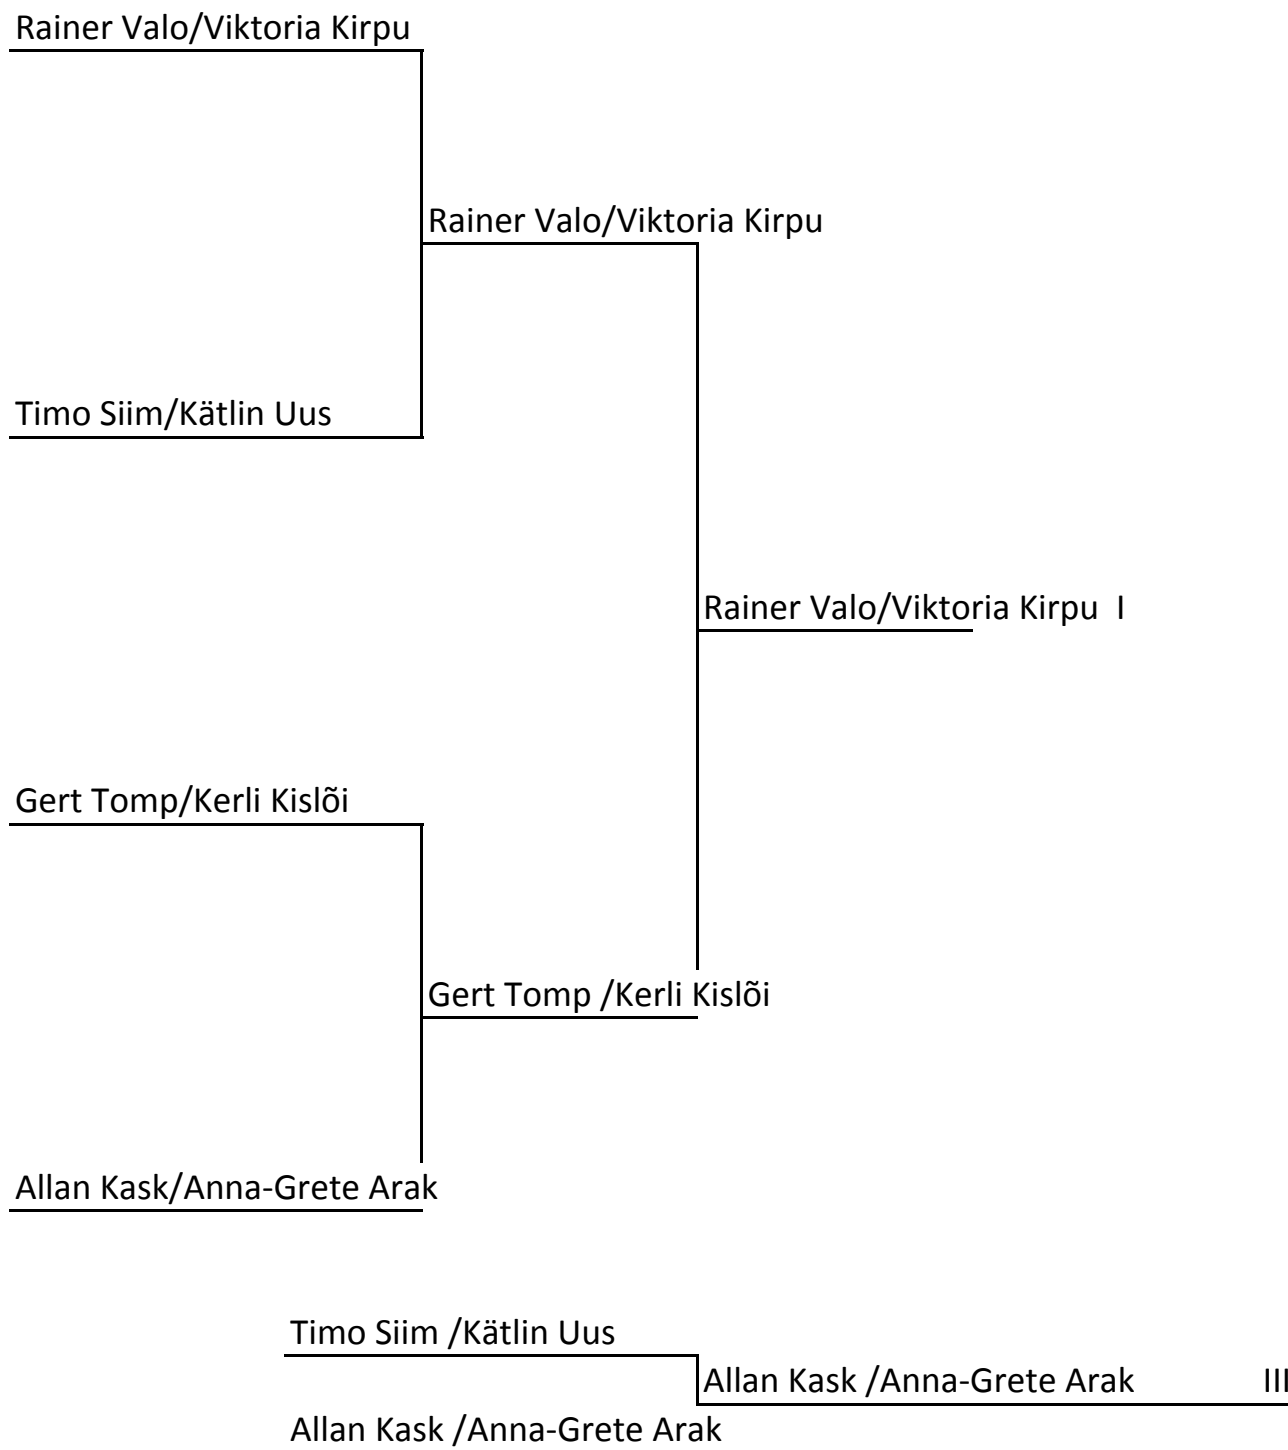 Rainer Valo/Viktoria Kirpu
Rainer Valo/Viktoria Kirpu
Timo Siim/Kätlin Uus
Rainer Valo/Viktoria Kirpu  I
Gert Tomp/Kerli Kislõi
Gert Tomp /Kerli Kislõi
Allan Kask/Anna-Grete Arak
Timo Siim /Kätlin Uus
Allan Kask /Anna-Grete Arak III
Allan Kask /Anna-Grete Arak